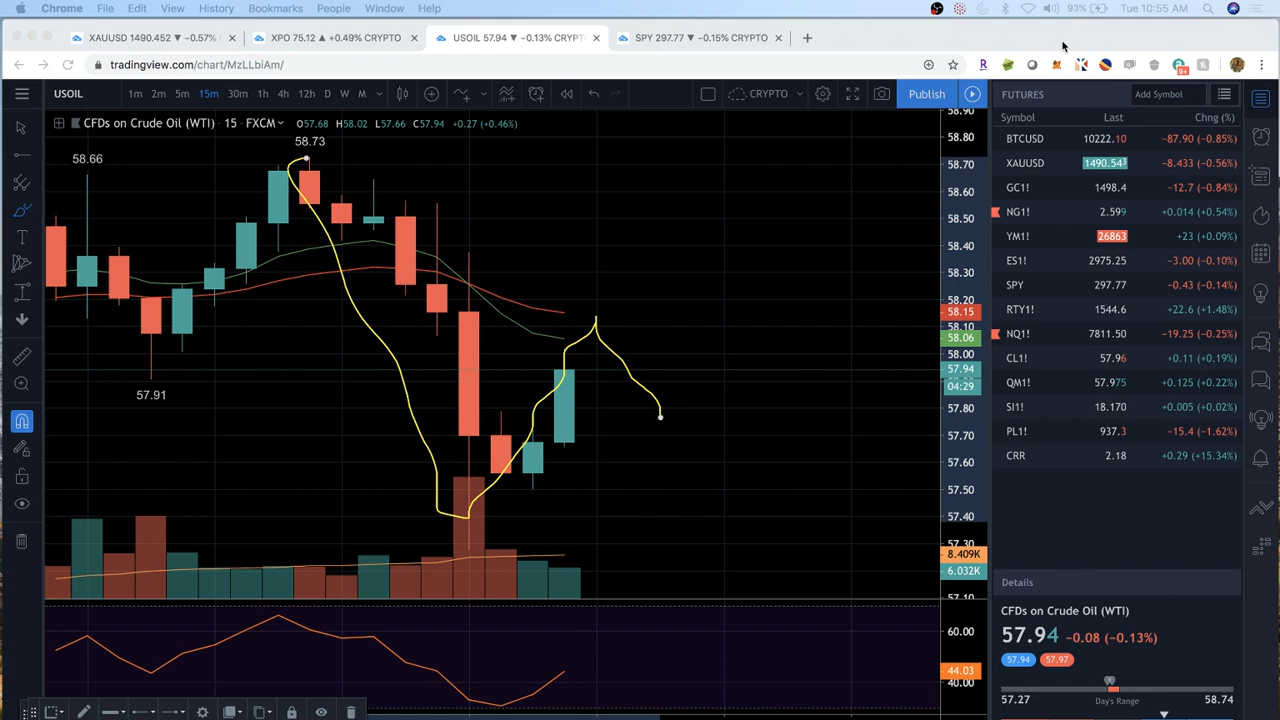 Chrome File Edit View History Bookmarks People Window Help 93% Tue 10:55 AM
XAUUSD 1490.452 ▼ −0.57% C XPO 75.12 ▲ +0.49% CRYPTO USOIL 57.94 ▼ −0.13% CRYPT SPY 297.77 ▼ −0.15% CRYPTO
tradingview.com/chart/MzLLbiAm/
USOIL 1m 2m 5m 15m 30m 1h 4h 12h D W M CRYPTO Publish
CFDs on Crude Oil (WTI) · 15 · FXCM O57.68 H58.02 L57.66 C57.94 +0.27 (+0.46%)
58.66
58.73
57.91
58.90
58.80
58.70
58.60
58.50
58.40
58.30
58.20
58.15
58.10
58.06
58.00
57.94
04:29
57.80
57.70
57.60
57.50
57.40
57.30
8.409K
6.032K
57.10
60.00
44.03
40.00
FUTURES Add Symbol
Symbol Last Chng (%)
BTCUSD 10222.10 −87.90 (−0.85%)
XAUUSD 1490.54³ −8.433 (−0.56%)
GC1! 1498.4 −12.7 (−0.84%)
NG1! 2.599 +0.014 (+0.54%)
YM1! 26863 +23 (+0.09%)
ES1! 2975.25 −3.00 (−0.10%)
SPY 297.77 −0.43 (−0.14%)
RTY1! 1544.6 +22.6 (+1.48%)
NQ1! 7811.50 −19.25 (−0.25%)
CL1! 57.96 +0.11 (+0.19%)
QM1! 57.975 +0.125 (+0.22%)
SI1! 18.170 +0.005 (+0.02%)
PL1! 937.3 −15.4 (−1.62%)
CRR 2.18 +0.29 (+15.34%)
Details
CFDs on Crude Oil (WTI)
57.94 −0.08 (−0.13%)
57.94 57.97
57.27 Day's Range 58.74